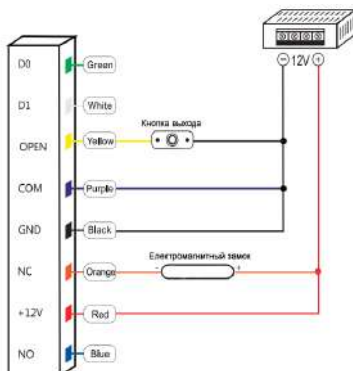 12V
D0 Green
D1 White
Кнопка выхода
OPEN Yellow
COM Purple
GND Black
Електромагнитный замок
NC Orange
- +
+12V Red
NO Blue